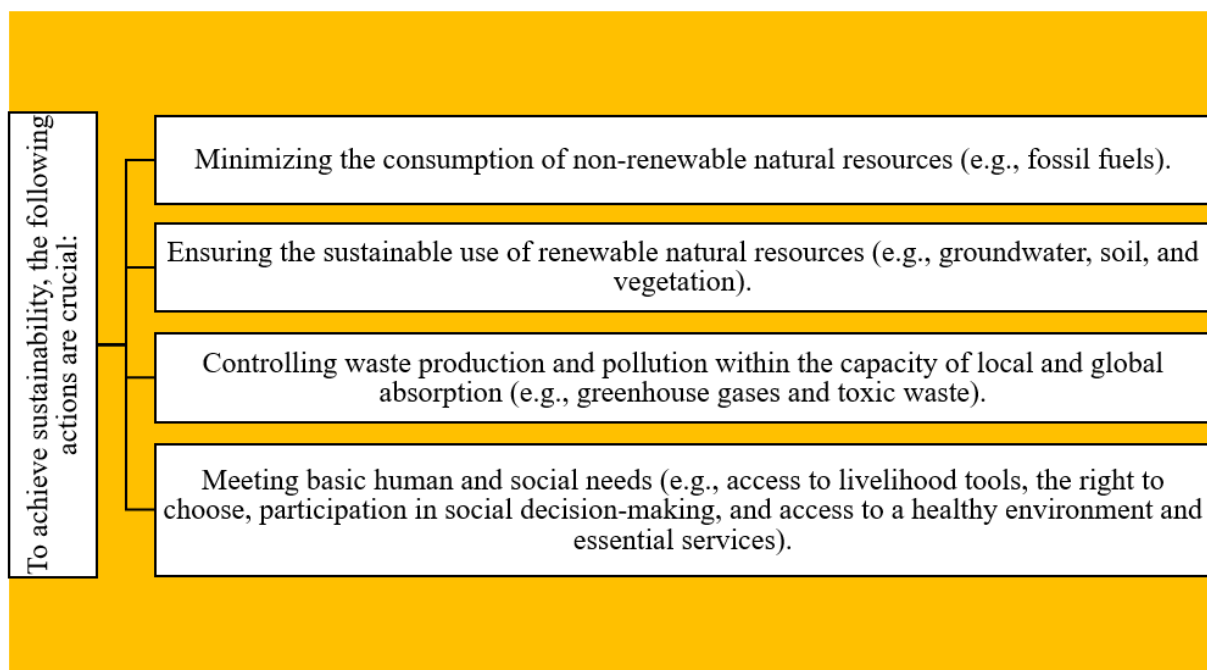 To achieve sustainability, the following
actions are crucial:
Minimizing the consumption of non-renewable natural resources (e.g., fossil fuels).
Ensuring the sustainable use of renewable natural resources (e.g., groundwater, soil, and
vegetation).
Controlling waste production and pollution within the capacity of local and global
absorption (e.g., greenhouse gases and toxic waste).
Meeting basic human and social needs (e.g., access to livelihood tools, the right to
choose, participation in social decision-making, and access to a healthy environment and
essential services).